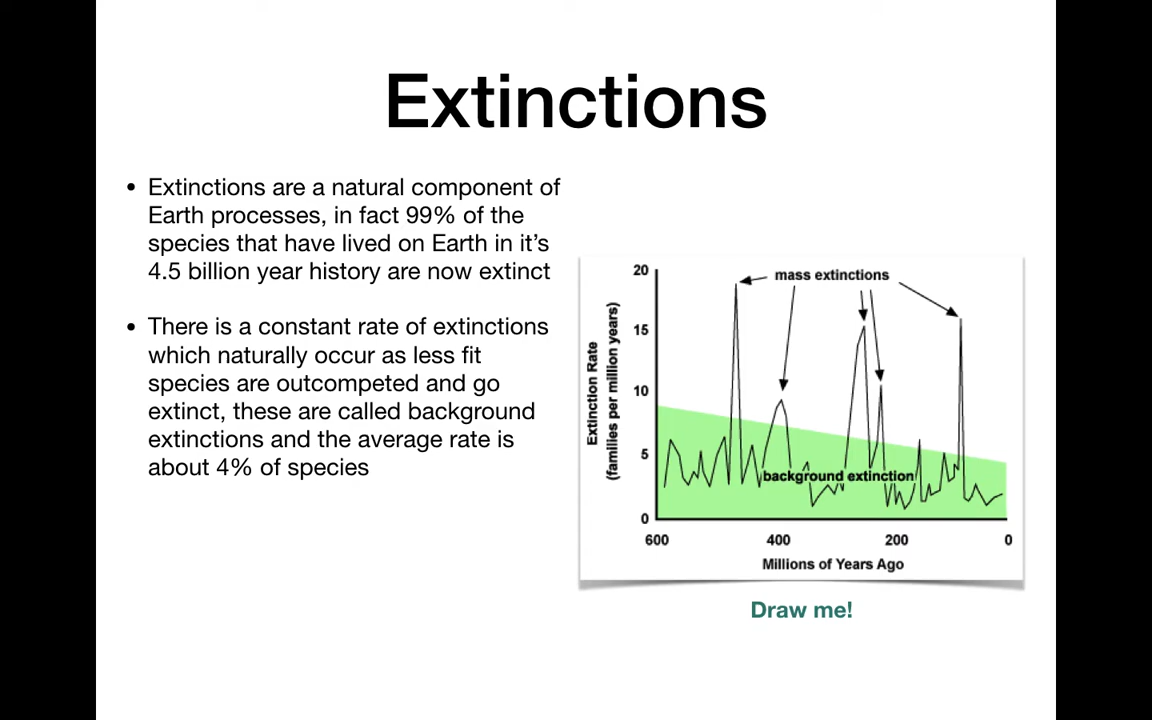 Extinctions
• Extinctions are a natural component of
Earth processes, in fact 99% of the
species that have lived on Earth in it’s
4.5 billion year history are now extinct
• There is a constant rate of extinctions
which naturally occur as less fit
species are outcompeted and go
extinct, these are called background
extinctions and the average rate is
about 4% of species
Extinction Rate
(families per million years)
20
15
10
5
0
mass extinctions
background extinction
600 400 200 0
Millions of Years Ago
Draw me!